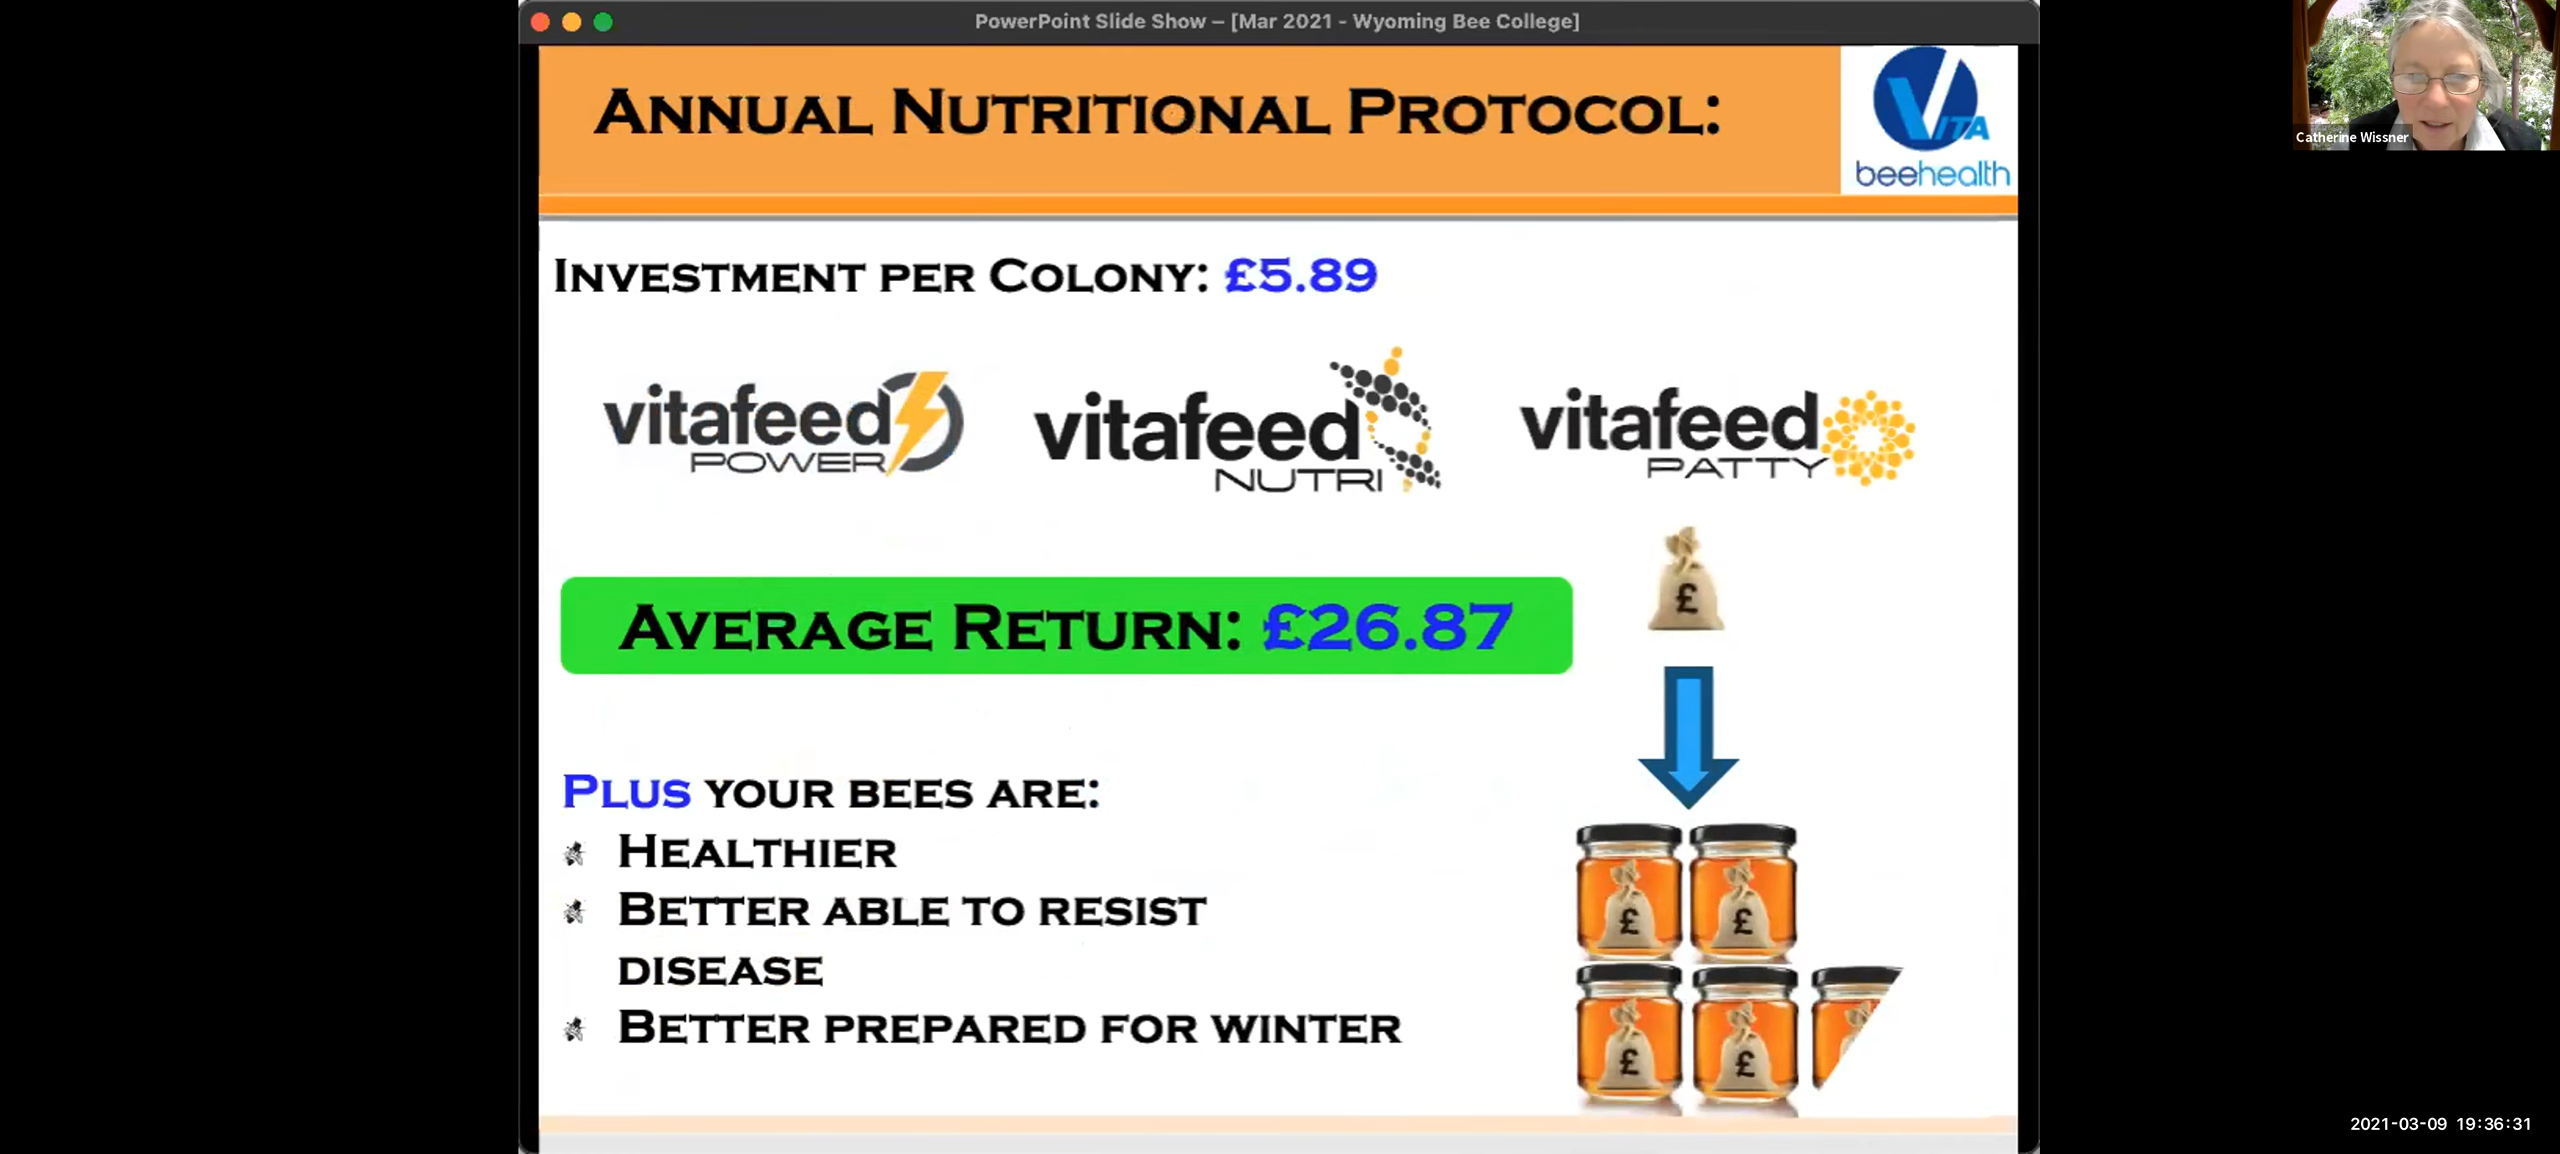 PowerPoint Slide Show – [Mar 2021 - Wyoming Bee College]
ANNUAL NUTRITIONAL PROTOCOL:
VITA
beehealth
Catherine Wissner
INVESTMENT PER COLONY: £5.89
vitafeed
POWER
vitafeed
NUTRI
vitafeed
PATTY
£
AVERAGE RETURN: £26.87
PLUS YOUR BEES ARE:
HEALTHIER
BETTER ABLE TO RESIST
DISEASE
BETTER PREPARED FOR WINTER
£ £
£ £
2021-03-09 19:36:31